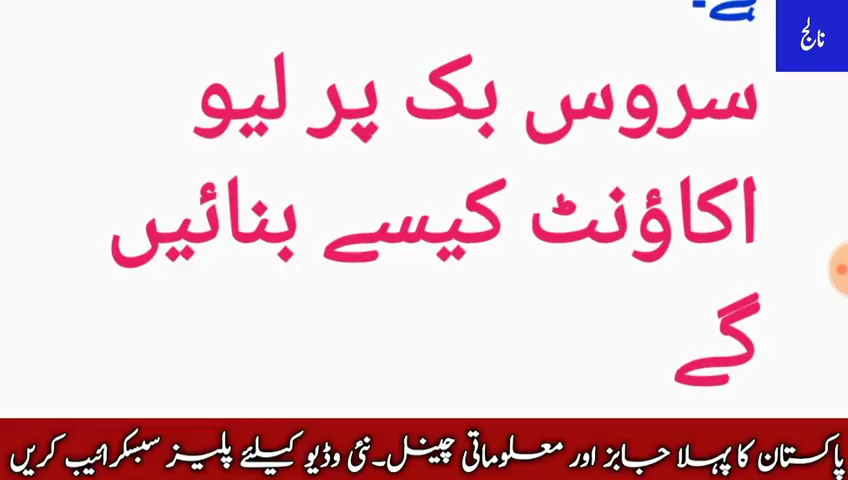 نالج
سروس بک پر لیو
اکاؤنٹ کیسے بنائیں
گے
پاکستان کا پہلا جابز اور معلوماتی چینل۔نئی وڈیو کیلئے پلیز سبسکرائیب کریں